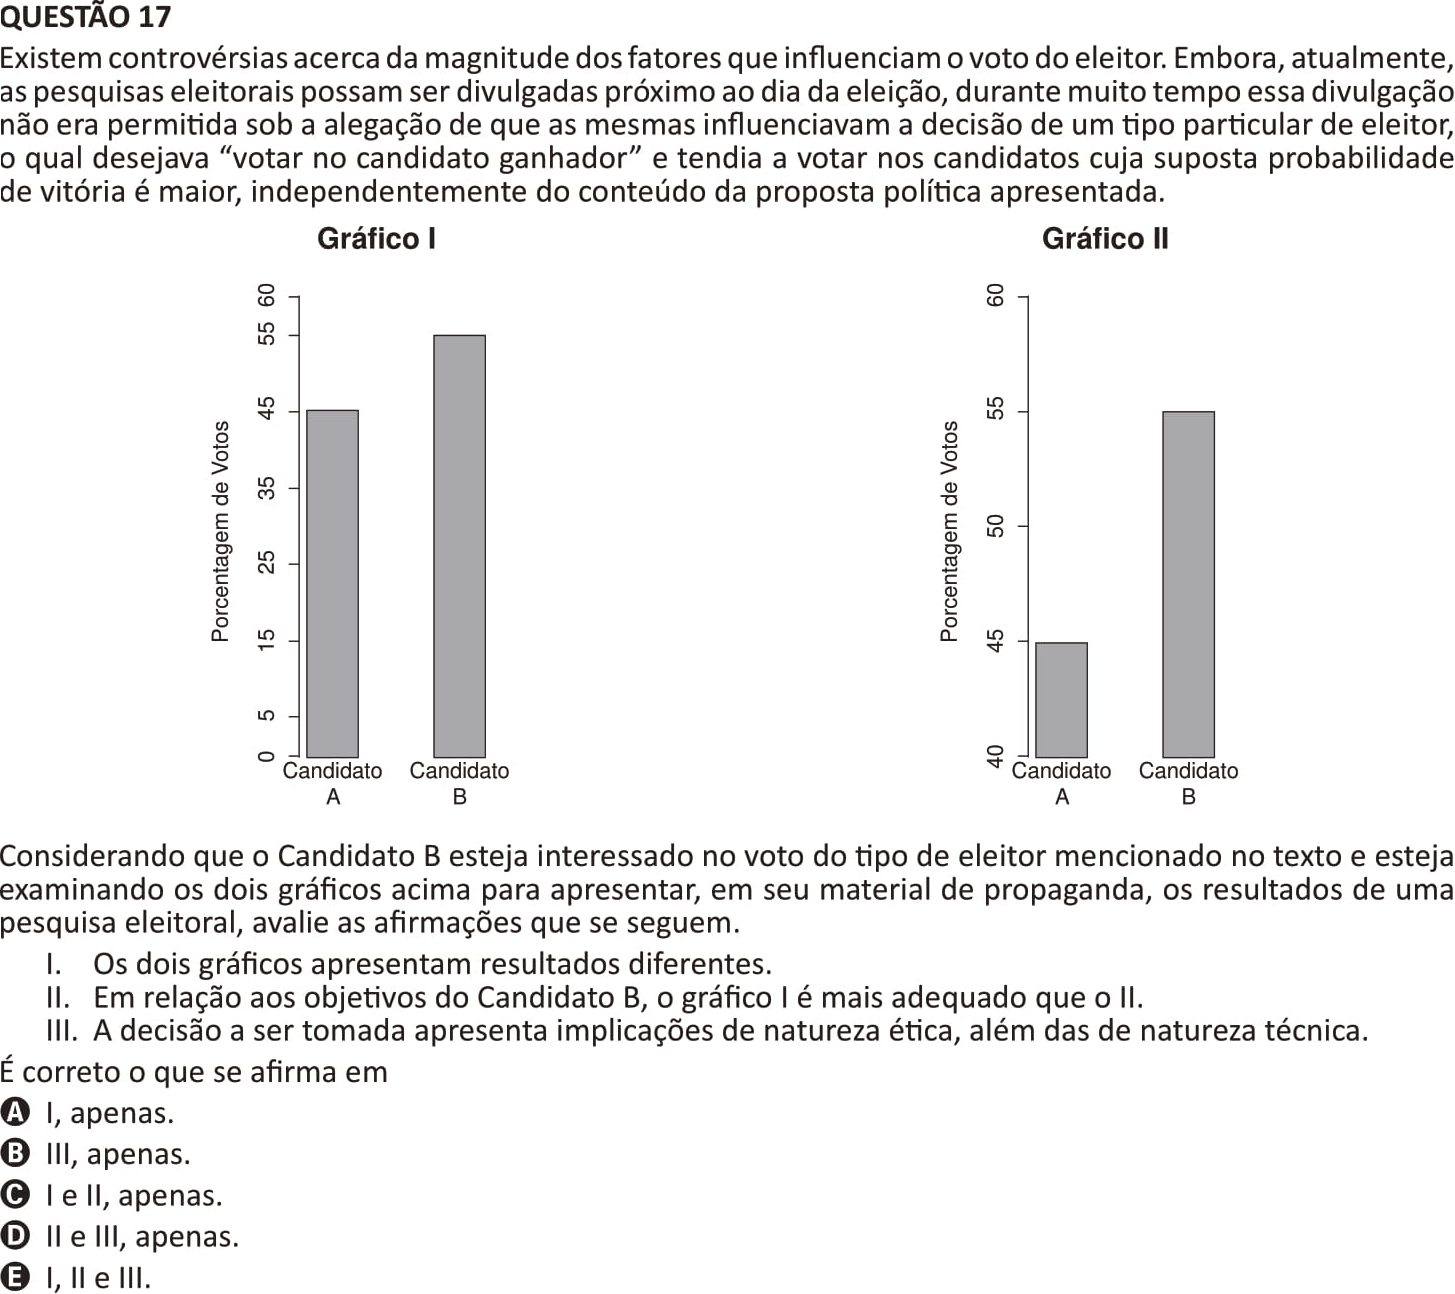 QUESTÃO 17
Existem controvérsias acerca da magnitude dos fatores que influenciam o voto do eleitor. Embora, atualmente,
as pesquisas eleitorais possam ser divulgadas próximo ao dia da eleição, durante muito tempo essa divulgação
não era permitida sob a alegação de que as mesmas influenciavam a decisão de um tipo particular de eleitor,
o qual desejava “votar no candidato ganhador” e tendia a votar nos candidatos cuja suposta probabilidade
de vitória é maior, independentemente do conteúdo da proposta política apresentada.
Gráfico I
Porcentagem de Votos
60
55
45
35
25
15
5
0
Candidato
A
Candidato
B
Gráfico II
Porcentagem de Votos
60
55
50
45
40
Candidato
A
Candidato
B
Considerando que o Candidato B esteja interessado no voto do tipo de eleitor mencionado no texto e esteja
examinando os dois gráficos acima para apresentar, em seu material de propaganda, os resultados de uma
pesquisa eleitoral, avalie as afirmações que se seguem.
I. Os dois gráficos apresentam resultados diferentes.
II. Em relação aos objetivos do Candidato B, o gráfico I é mais adequado que o II.
III. A decisão a ser tomada apresenta implicações de natureza ética, além das de natureza técnica.
É correto o que se afirma em
A I, apenas.
B III, apenas.
C I e II, apenas.
D II e III, apenas.
E I, II e III.